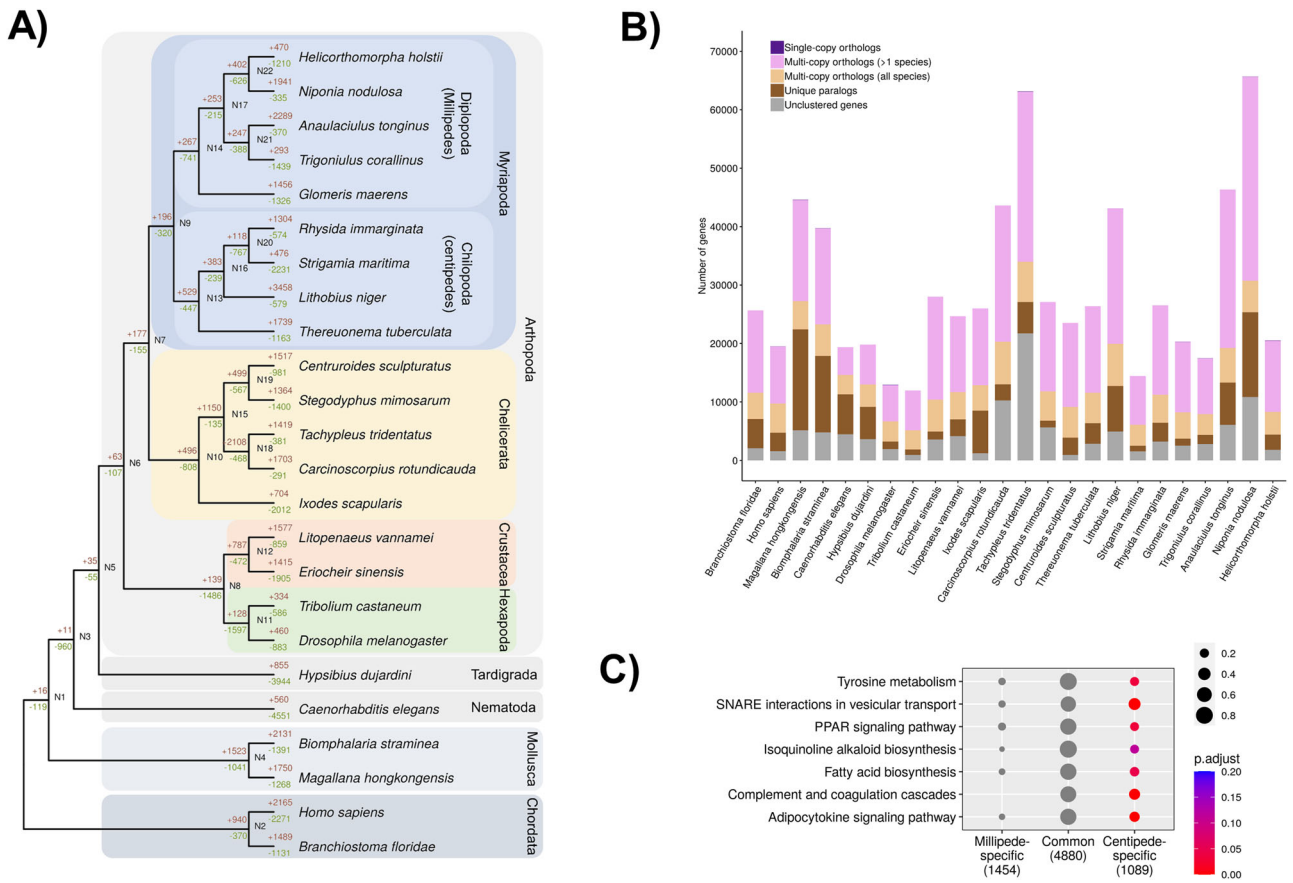 A)
+470
Helicorthomorpha holstii
+402
-1210
N22
-626
+1941
Niponia nodulosa
+253
-335
N17
-215
+2289
Anaulaciulus tonginus
+247
-370
N21
+267
N14
-388
+293
Trigoniulus corallinus
-741
-1439
+1456
Glomeris maerens
-1326
Diplopoda
(Millipedes)
Myriapoda
+196
N9
-320
+1304
Rhysida immarginata
+118
-574
N20
-767
+476
Strigamia maritima
+383
N16
-2231
-239
+529
N13
+3458
Lithobius niger
-447
-579
+1739
Thereuonema tuberculata
-1163
Chilopoda
(centipedes)
+177
N7
-155
Arthopoda
+1517
Centruroides sculpturatus
+499
-981
N19
-567
+1364
Stegodyphus mimosarum
+1150
-1400
N15
-135
+1419
Tachypleus tridentatus
-2108
-381
N18
+496
N10
-468
+1703
Carcinoscorpius rotundicauda
-808
-291
+704
Ixodes scapularis
-2012
Chelicerata
+63
N6
-107
+1577
Litopenaeus vannamei
+787
-859
N12
-472
+1415
Eriocheir sinensis
-1905
Crustacea
+35
N5
-55
+139
N8
-1486
+334
Tribolium castaneum
+128
-586
N11
-1597
+460
Drosophila melanogaster
-883
Hexapoda
+11
N3
-960
+855
Hypsibius dujardini
Tardigrada
-3944
+16
N1
-119
+560
Caenorhabditis elegans
Nematoda
-4551
+2131
Biomphalaria straminea
+1523
-1391
N4
-1041
+1750
Magallana hongkongensis
-1268
Mollusca
+2165
Homo sapiens
+940
-2271
N2
-370
+1489
Branchiostoma floridae
-1131
Chordata
B)
Number of genes
70000
60000
50000
40000
30000
20000
10000
0
Single-copy orthologs
Multi-copy orthologs (>1 species)
Multi-copy orthologs (all species)
Unique paralogs
Unclustered genes
Branchiostoma floridae
Homo sapiens
Magallana hongkongensis
Biomphalaria straminea
Caenorhabditis elegans
Hypsibius dujardini
Drosophila melanogaster
Tribolium castaneum
Eriocheir sinensis
Litopenaeus vannamei
Ixodes scapularis
Carcinoscorpius rotundicauda
Tachypleus tridentatus
Stegodyphus mimosarum
Centruroides sculpturatus
Thereuonema tuberculata
Lithobius niger
Strigamia maritima
Rhysida immarginata
Glomeris maerens
Trigoniulus corallinus
Anaulaciulus tonginus
Niponia nodulosa
Helicorthomorpha holstii
C)
Tyrosine metabolism
SNARE interactions in vesicular transport
PPAR signaling pathway
Isoquinoline alkaloid biosynthesis
Fatty acid biosynthesis
Complement and coagulation cascades
Adipocytokine signaling pathway
Millipede-
specific
(1454)
Common
(4880)
Centipede-
specific
(1089)
0.2
0.4
0.6
0.8
p.adjust
0.20
0.15
0.10
0.05
0.00